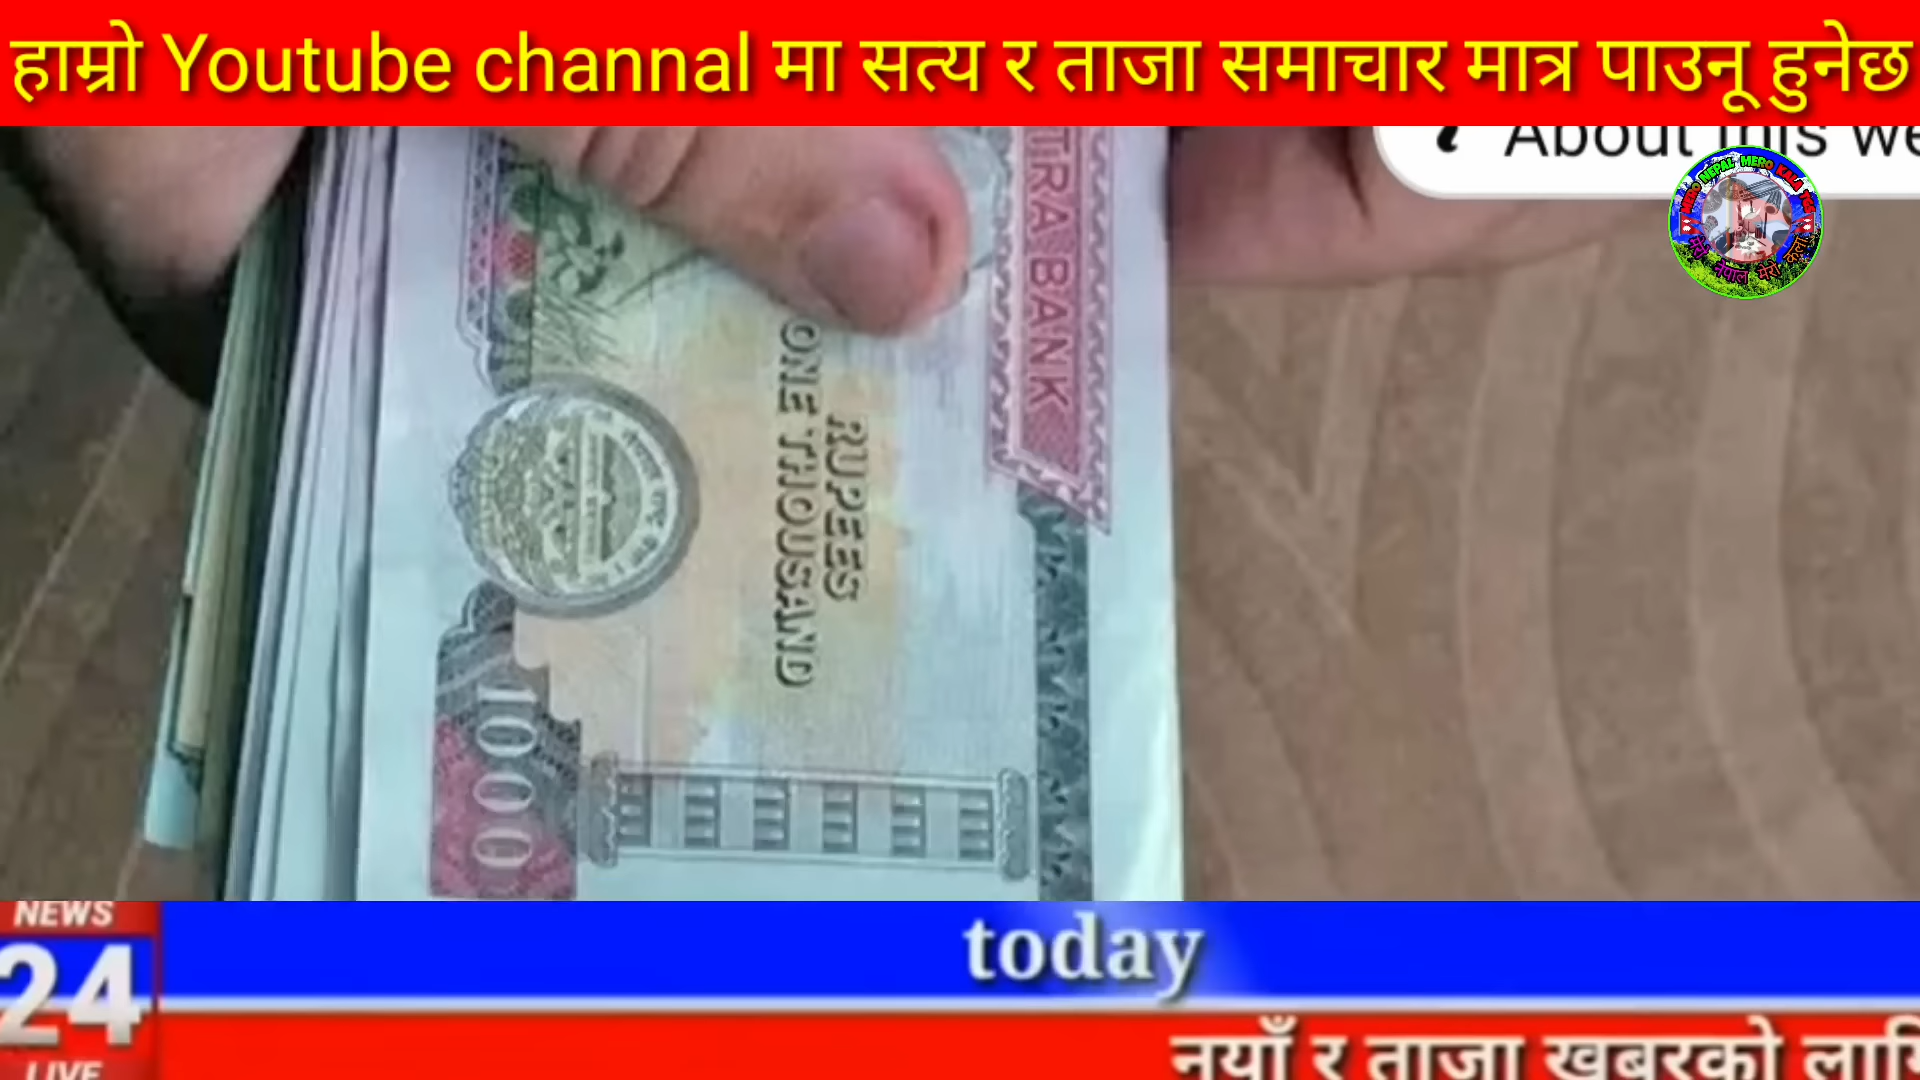 हाम्रो Youtube channal मा सत्य र ताजा समाचार मात्र पाउनू हुनेछ
About this we
TRA BANK
RUPEES
ONE THOUSAND
1000
NEWS
24
LIVE
today
नयाँ र ताजा खबरको लागि